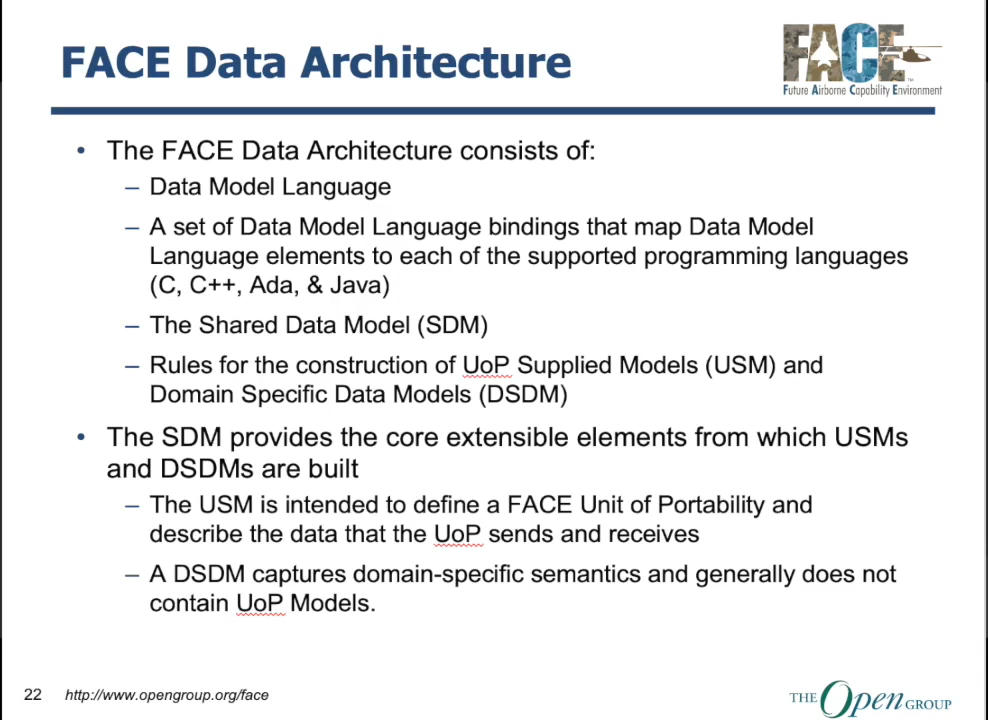 FACE Data Architecture
FACE
TM
Future Airborne Capability Environment
• The FACE Data Architecture consists of:
– Data Model Language
– A set of Data Model Language bindings that map Data Model
Language elements to each of the supported programming languages
(C, C++, Ada, & Java)
– The Shared Data Model (SDM)
– Rules for the construction of UoP Supplied Models (USM) and
Domain Specific Data Models (DSDM)
• The SDM provides the core extensible elements from which USMs
and DSDMs are built
– The USM is intended to define a FACE Unit of Portability and
describe the data that the UoP sends and receives
– A DSDM captures domain-specific semantics and generally does not
contain UoP Models.
22 http://www.opengroup.org/face
THE Open GROUP